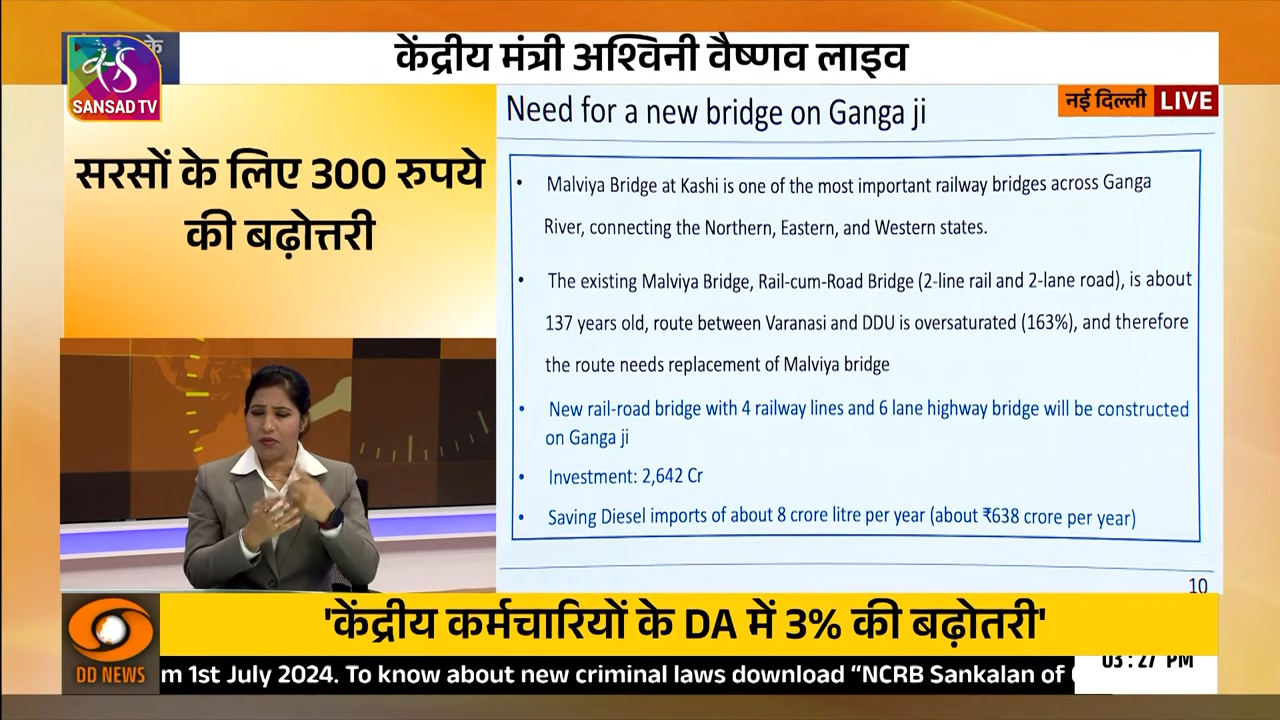 केंद्रीय मंत्री अश्विनी वैष्णव लाइव
SANSAD TV
नई दिल्ली LIVE
सरसों के लिए 300 रुपये
की बढ़ोत्तरी
Need for a new bridge on Ganga ji
• Malviya Bridge at Kashi is one of the most important railway bridges across Ganga
River, connecting the Northern, Eastern, and Western states.
• The existing Malviya Bridge, Rail-cum-Road Bridge (2-line rail and 2-lane road), is about
137 years old, route between Varanasi and DDU is oversaturated (163%), and therefore
the route needs replacement of Malviya bridge
• New rail-road bridge with 4 railway lines and 6 lane highway bridge will be constructed
on Ganga ji
• Investment: 2,642 Cr
• Saving Diesel imports of about 8 crore litre per year (about ₹638 crore per year)
10
'केंद्रीय कर्मचारियों के DA में 3% की बढ़ोतरी'
DD NEWS
m 1st July 2024. To know about new criminal laws download “NCRB Sankalan of
03:27 PM